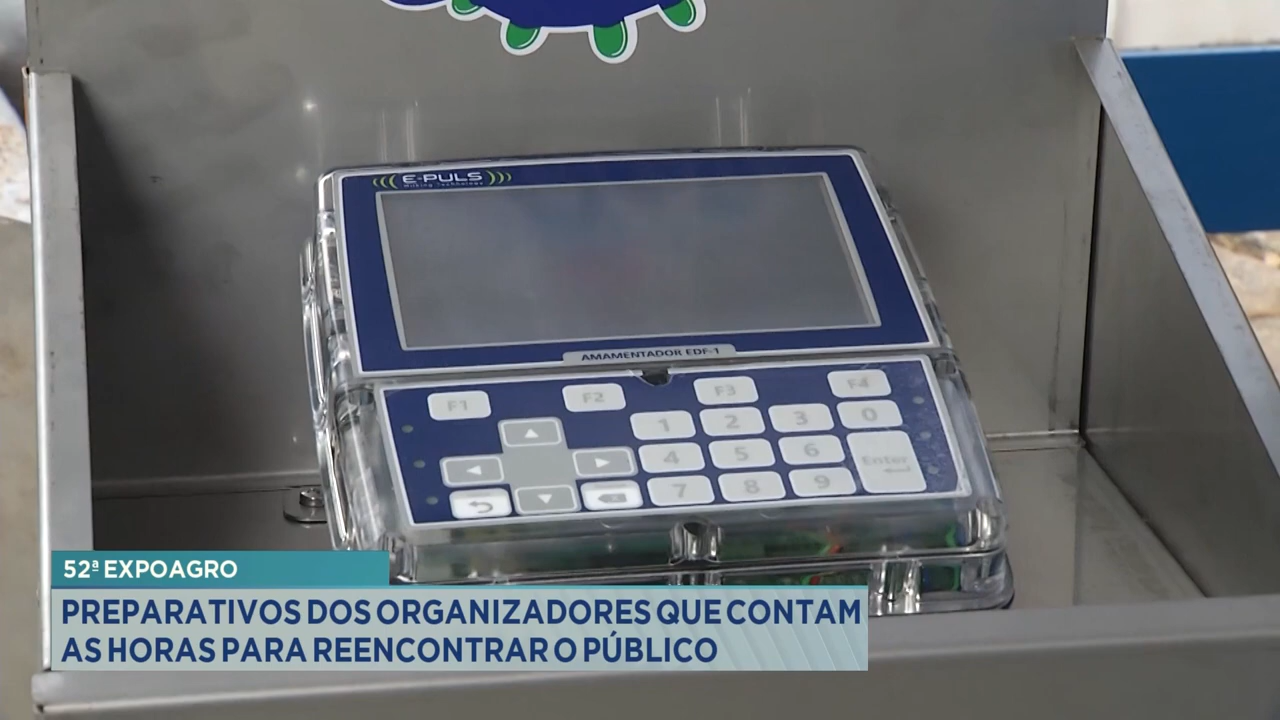 E-PULS
Milking Technology
AMAMENTADOR EDF-1
F1 F2 F3 F4
1 2 3 0
4 5 6 Enter
7 8 9
52ª EXPOAGRO
PREPARATIVOS DOS ORGANIZADORES QUE CONTAM
AS HORAS PARA REENCONTRAR O PÚBLICO